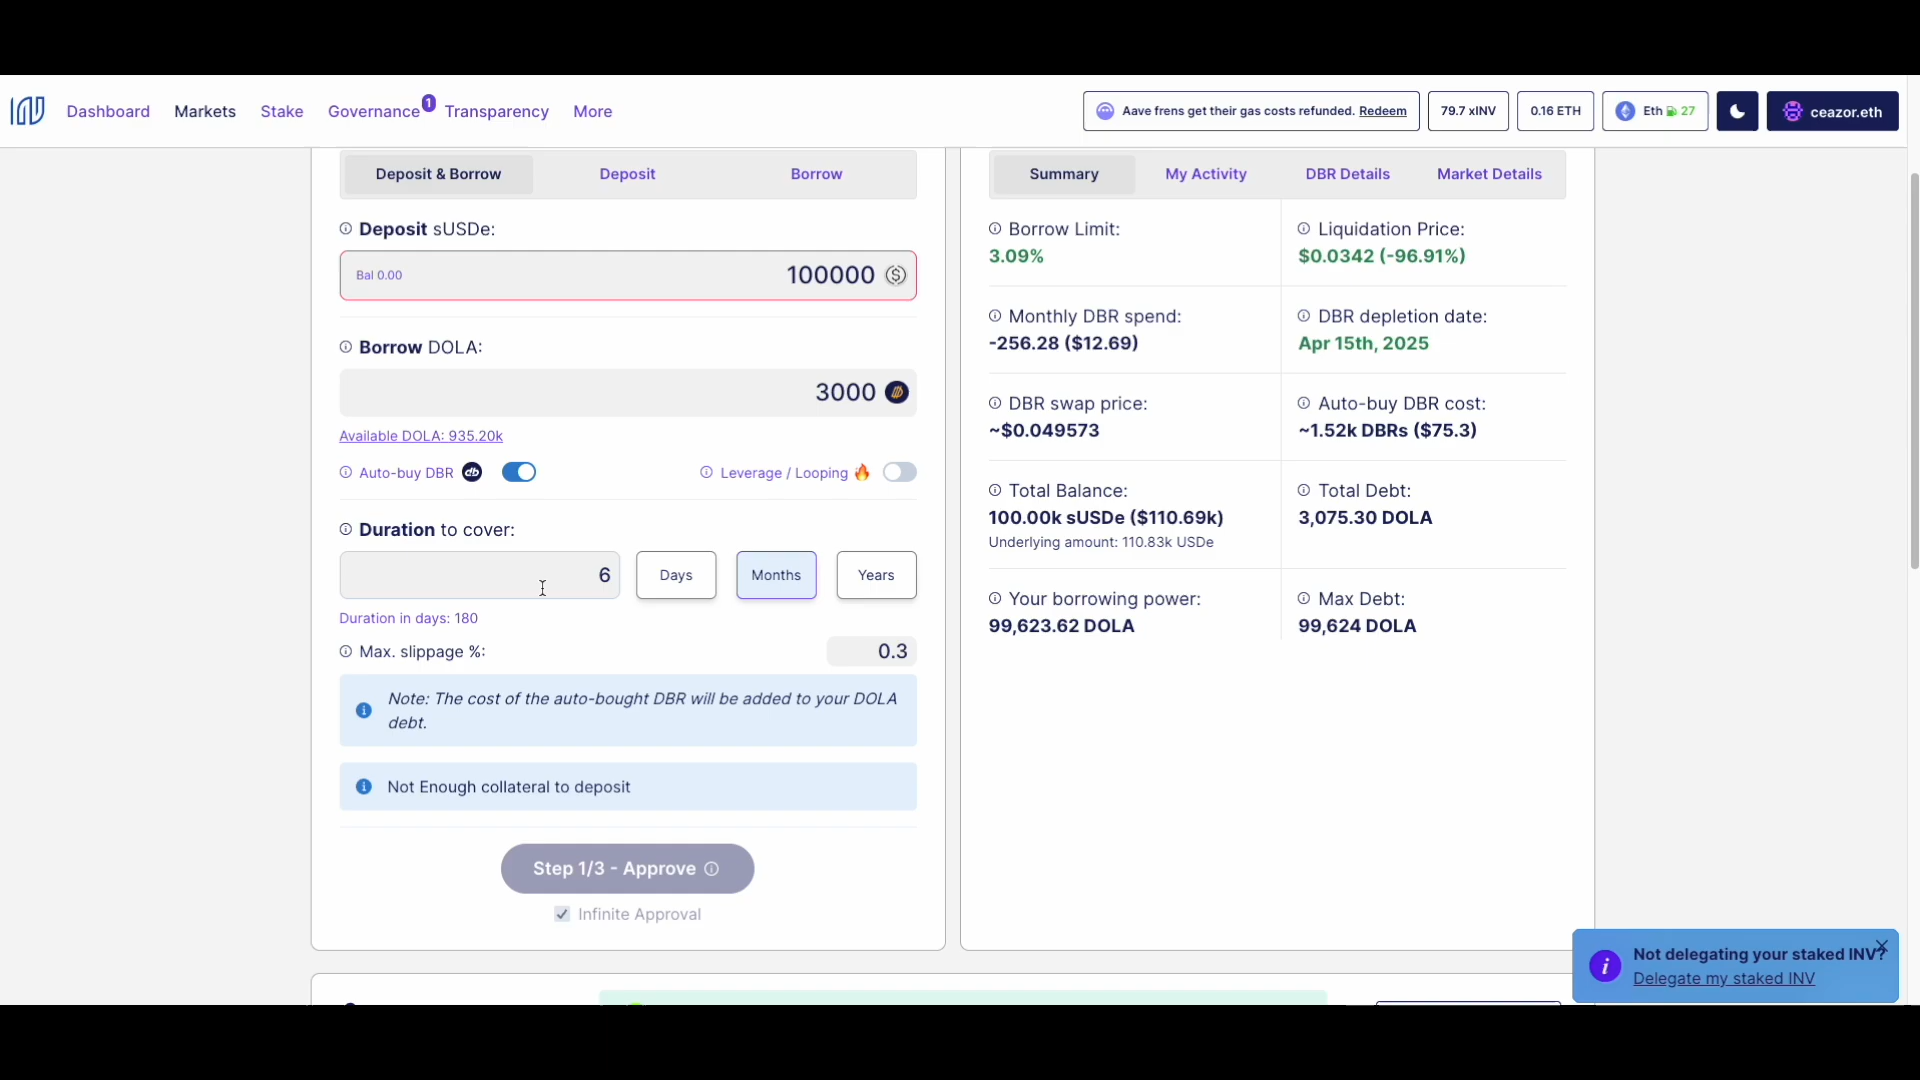 Dashboard Markets Stake Governance 1 Transparency More
Aave frens get their gas costs refunded. Redeem 79.7 xINV 0.16 ETH Eth 27 ceazor.eth
Deposit & Borrow Deposit Borrow
Deposit sUSDe:
Bal 0.00 100000
Borrow DOLA:
3000
Available DOLA: 935.20k
Auto-buy DBR db Leverage / Looping 🔥
Duration to cover:
6 Days Months Years
Duration in days: 180
Max. slippage %: 0.3
Note: The cost of the auto-bought DBR will be added to your DOLA
debt.
Not Enough collateral to deposit
Step 1/3 - Approve
Infinite Approval
Summary My Activity DBR Details Market Details
Borrow Limit:
3.09%
Liquidation Price:
$0.0342 (-96.91%)
Monthly DBR spend:
-256.28 ($12.69)
DBR depletion date:
Apr 15th, 2025
DBR swap price:
~$0.049573
Auto-buy DBR cost:
~1.52k DBRs ($75.3)
Total Balance:
100.00k sUSDe ($110.69k)
Underlying amount: 110.83k USDe
Total Debt:
3,075.30 DOLA
Your borrowing power:
99,623.62 DOLA
Max Debt:
99,624 DOLA
Not delegating your staked INV?
Delegate my staked INV